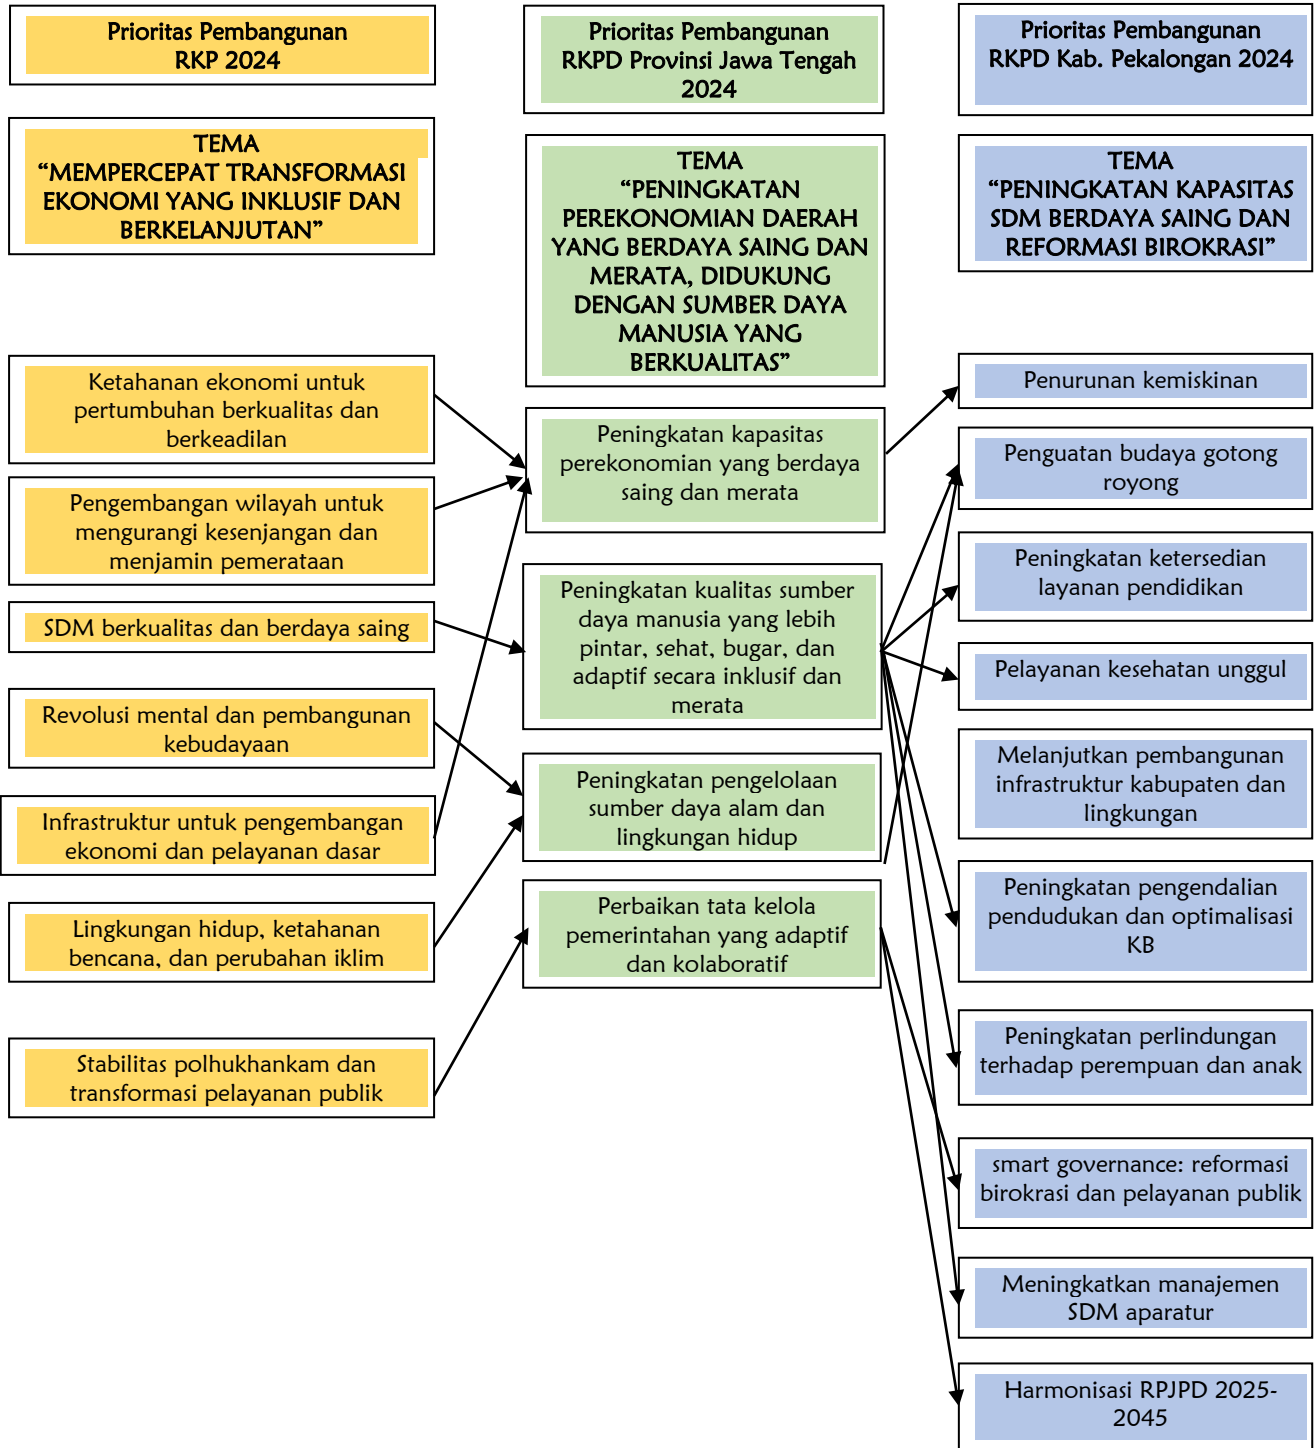 Prioritas Pembangunan
RKP 2024
TEMA
“MEMPERCEPAT TRANSFORMASI
EKONOMI YANG INKLUSIF DAN
BERKELANJUTAN”
Ketahanan ekonomi untuk
pertumbuhan berkualitas dan
berkeadilan
Pengembangan wilayah untuk
mengurangi kesenjangan dan
menjamin pemerataan
SDM berkualitas dan berdaya saing
Revolusi mental dan pembangunan
kebudayaan
Infrastruktur untuk pengembangan
ekonomi dan pelayanan dasar
Lingkungan hidup, ketahanan
bencana, dan perubahan iklim
Stabilitas polhukhankam dan
transformasi pelayanan publik
Prioritas Pembangunan
RKPD Provinsi Jawa Tengah
2024
TEMA
“PENINGKATAN
PEREKONOMIAN DAERAH
YANG BERDAYA SAING DAN
MERATA, DIDUKUNG
DENGAN SUMBER DAYA
MANUSIA YANG
BERKUALITAS”
Peningkatan kapasitas
perekonomian yang berdaya
saing dan merata
Peningkatan kualitas sumber
daya manusia yang lebih
pintar, sehat, bugar, dan
adaptif secara inklusif dan
merata
Peningkatan pengelolaan
sumber daya alam dan
lingkungan hidup
Perbaikan tata kelola
pemerintahan yang adaptif
dan kolaboratif
Prioritas Pembangunan
RKPD Kab. Pekalongan 2024
TEMA
“PENINGKATAN KAPASITAS
SDM BERDAYA SAING DAN
REFORMASI BIROKRASI”
Penurunan kemiskinan
Penguatan budaya gotong
royong
Peningkatan ketersedian
layanan pendidikan
Pelayanan kesehatan unggul
Melanjutkan pembangunan
infrastruktur kabupaten dan
lingkungan
Peningkatan pengendalian
pendudukan dan optimalisasi
KB
Peningkatan perlindungan
terhadap perempuan dan anak
smart governance: reformasi
birokrasi dan pelayanan publik
Meningkatkan manajemen
SDM aparatur
Harmonisasi RPJPD 2025-
2045